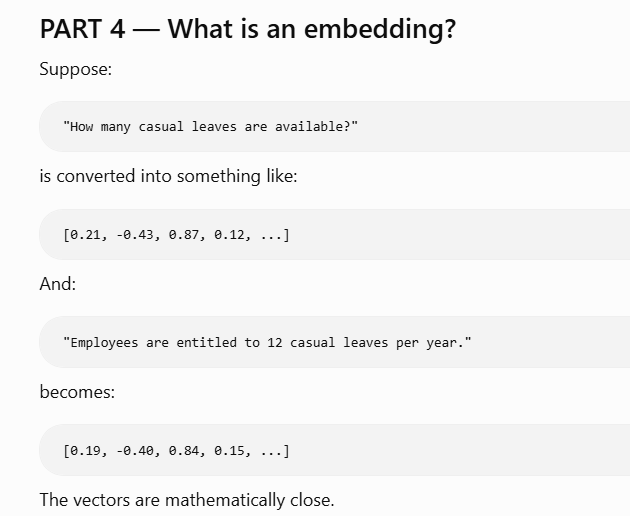 PART 4 — What is an embedding?
Suppose:
"How many casual leaves are available?"
is converted into something like:
[0.21, -0.43, 0.87, 0.12, ...]
And:
"Employees are entitled to 12 casual leaves per year."
becomes:
[0.19, -0.40, 0.84, 0.15, ...]
The vectors are mathematically close.